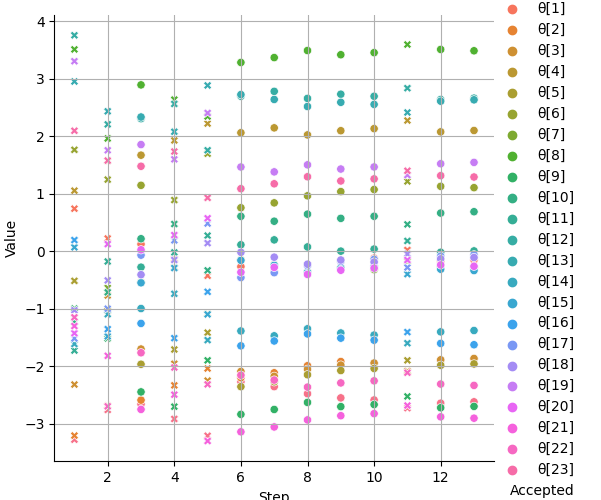 4
3
2
1
0
−1
−2
−3
Value
2
4
6
8
10
12
Step
θ[1]
θ[2]
θ[3]
θ[4]
θ[5]
θ[6]
θ[7]
θ[8]
θ[9]
θ[10]
θ[11]
θ[12]
θ[13]
θ[14]
θ[15]
θ[16]
θ[17]
θ[18]
θ[19]
θ[20]
θ[21]
θ[22]
θ[23]
Accepted